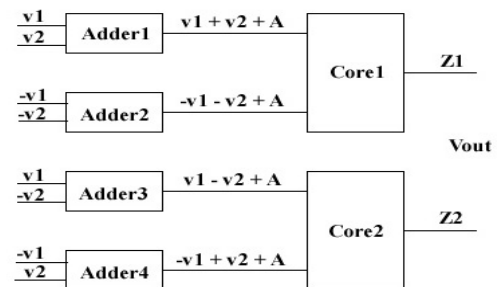 v1
v2
Adder1
v1 + v2 + A
Core1
Z1
-v1
-v2
Adder2
-v1 - v2 + A
Vout
v1
-v2
Adder3
v1 - v2 + A
Core2
Z2
-v1
v2
Adder4
-v1 + v2 + A